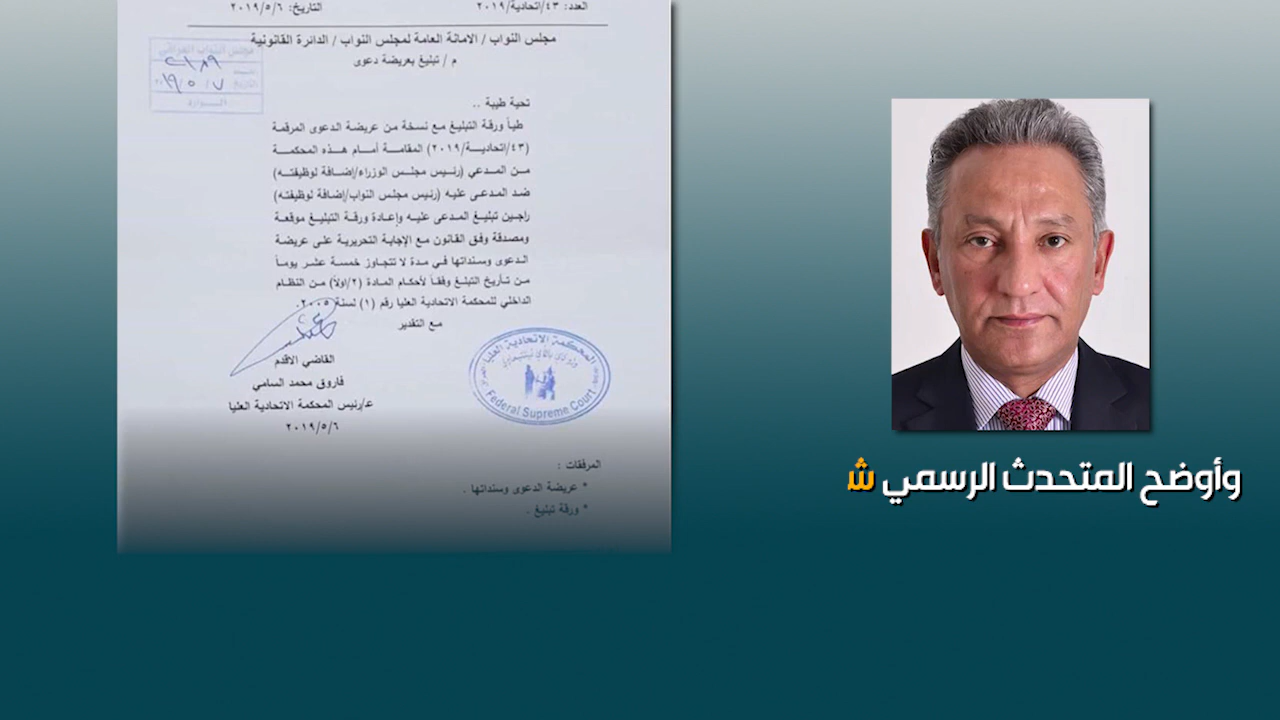 العدد: ٤٣/اتحادية/٢٠١٩
التاريخ: ٢٠١٩/٥/٦
مجلس النواب / الامانة العامة لمجلس النواب / الدائرة القانونية
م / تبليغ بعريضة دعوى
مجلس النواب العراقي
تحية طيبة ..
طياً ورقة التبليغ مع نسخة من عريضة الدعوى المرقمة
(٤٣/اتحادية/٢٠١٩) المقامة أمام هذه المحكمة
من المدعي (رئيس مجلس الوزراء/إضافة لوظيفته)
ضد المدعى عليه (رئيس مجلس النواب/إضافة لوظيفته)
راجين تبليغ المدعى عليه وإعادة ورقة التبليغ موقعة
ومصدقة وفق القانون مع الإجابة التحريرية على عريضة
الدعوى وسنداتها في مدة لا تتجاوز خمسة عشر يوماً
من تأريخ التبلغ وفقاً لأحكام المادة (٢/اولاً) من النظام
الداخلي للمحكمة الاتحادية العليا رقم (١) لسنة ٢٠٠٥.
مع التقدير
القاضي الاقدم
فاروق محمد السامي
ع/رئيس المحكمة الاتحادية العليا
٢٠١٩/٥/٦
المحكمة الاتحادية العليا
Federal Supreme Court
المرفقات :
* عريضة الدعوى وسنداتها .
* ورقة تبليغ .
وأوضح المتحدث الرسمي ش